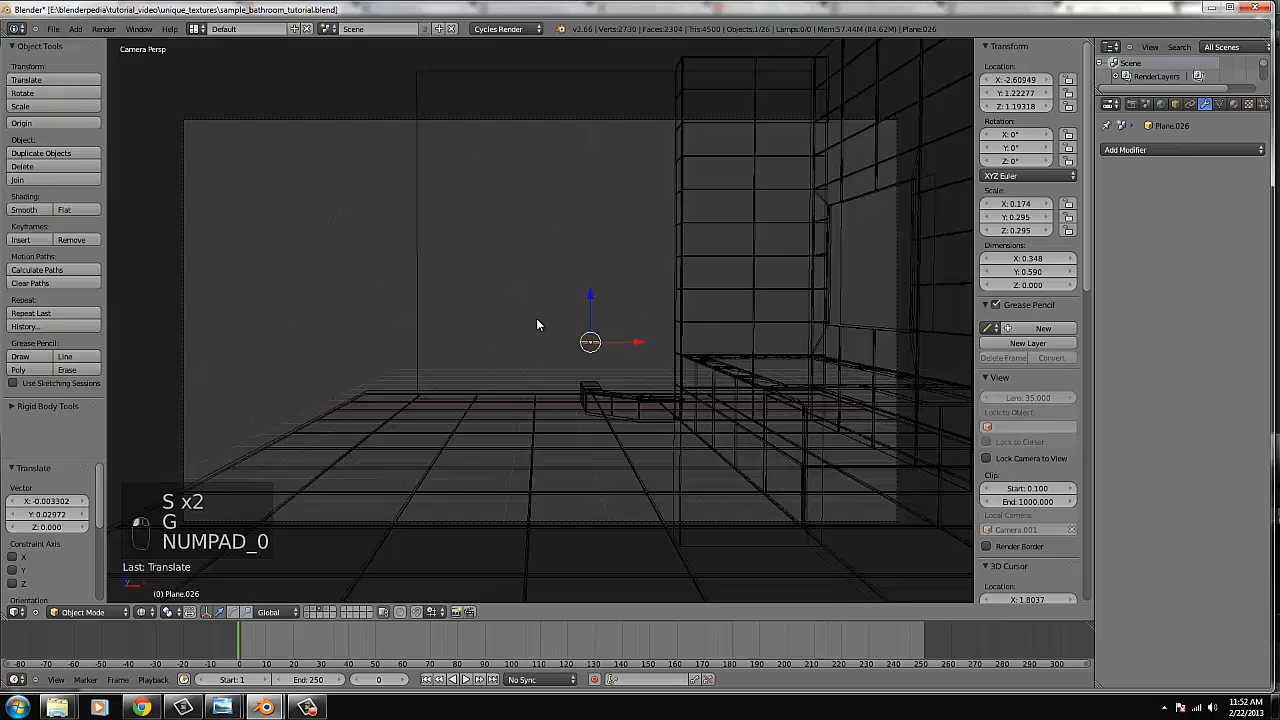 Blender* [E:\blenderpedia\tutorial_video\unique_textures\sample_bathroom_tutorial.blend]
File Add Render Window Help Default Scene 3 Cycles Render v2.66 | Verts:2730 | Faces:2304 | Tris:4500 | Objects:1/26 | Lamps:0/0 | Mem:57.44M (84.62M) | Plane.026
Object Tools
Transform:
Translate
Rotate
Scale
Origin
Object:
Duplicate Objects
Delete
Join
Shading:
Smooth Flat
Keyframes:
Insert Remove
Motion Paths:
Calculate Paths
Clear Paths
Repeat:
Repeat Last
History...
Grease Pencil:
Draw Line
Poly Erase
Use Sketching Sessions
Rigid Body Tools
Translate
Vector
X: -0.003302
Y: 0.02972
Z: 0.000
Constraint Axis
X
Y
Z
Orientation
Camera Persp
S x2
G
NUMPAD_0
Last: Translate
(0) Plane.026
Object Mode Global
Transform
Location:
X: -2.60949
Y: 1.22277
Z: 1.19318
Rotation:
X: 0°
Y: 0°
Z: 0°
XYZ Euler
Scale:
X: 0.174
Y: 0.295
Z: 0.295
Dimensions:
X: 0.348
Y: 0.590
Z: 0.000
Grease Pencil
New
New Layer
Delete Frame Convert
View
Lens: 35.000
Lock to Object:
Lock to Cursor
Lock Camera to View
Clip:
Start: 0.100
End: 1000.000
Local Camera:
Camera.001
Render Border
3D Cursor
Location:
X: 1.8037
View Search All Scenes
Scene
RenderLayers
Plane.026
Add Modifier
-80 -70 -60 -50 -40 -30 -20 -10 0 10 20 30 40 50 60 70 80 90 100 110 120 130 140 150 160 170 180 190 200 210 220 230 240 250 260 270 280 290 300
View Marker Frame Playback Start: 1 End: 250 0 No Sync
11:52 AM
2/22/2013